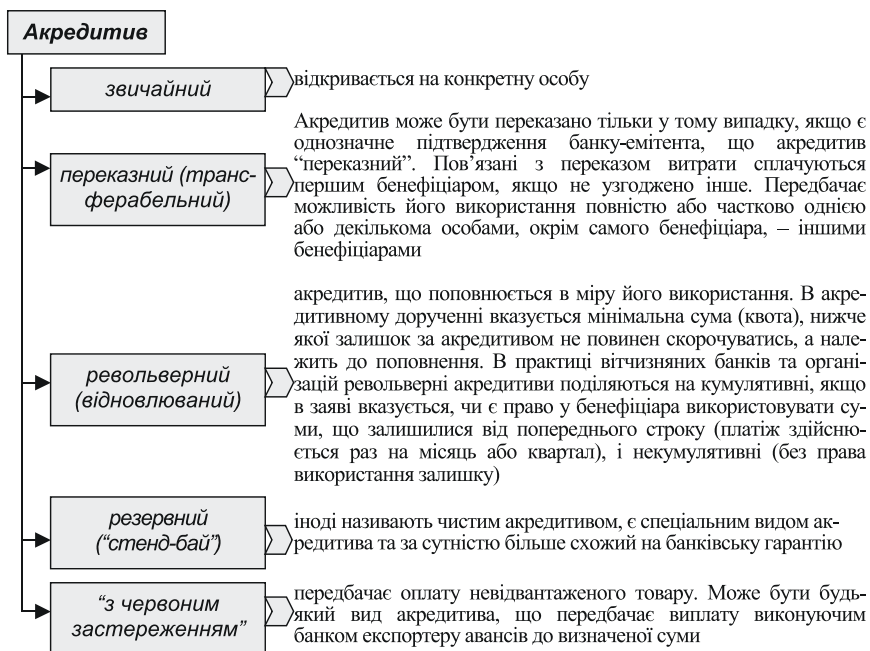 Акредитив
звичайний
відкривається на конкретну особу
переказний (транс-
ферабельний)
Акредитив може бути переказано тільки у тому випадку, якщо є
однозначне підтвердження банку-емітента, що акредитив
“переказний”. Пов’язані з переказом витрати сплачуються
першим бенефіціаром, якщо не узгоджено інше. Передбачає
можливість його використання повністю або частково однією
або декількома особами, окрім самого бенефіціара, – іншими
бенефіціарами
револьверний
(відновлюваний)
акредитив, що поповнюється в міру його використання. В акре-
дитивному дорученні вказується мінімальна сума (квота), нижче
якої залишок за акредитивом не повинен скорочуватись, а нале-
жить до поповнення. В практиці вітчизняних банків та органі-
зацій револьверні акредитиви поділяються на кумулятивні, якщо
в заяві вказується, чи є право у бенефіціара використовувати су-
ми, що залишилися від попереднього строку (платіж здійсню-
ється раз на місяць або квартал), і некумулятивні (без права
використання залишку)
резервний
(“стенд-бай”)
іноді називають чистим акредитивом, є спеціальним видом ак-
редитива та за сутністю більше схожий на банківську гарантію
“з червоним
застереженням”
передбачає оплату невідвантаженого товару. Може бути будь-
який вид акредитива, що передбачає виплату виконуючим
банком експортеру авансів до визначеної суми